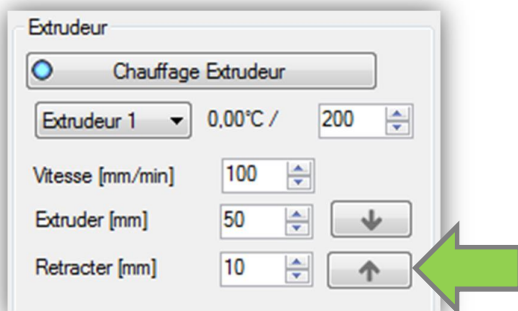 Extrudeur
Chauffage Extrudeur
Extrudeur 1 0,00°C / 200
Vitesse [mm/min] 100
Extruder [mm] 50
Retracter [mm] 10